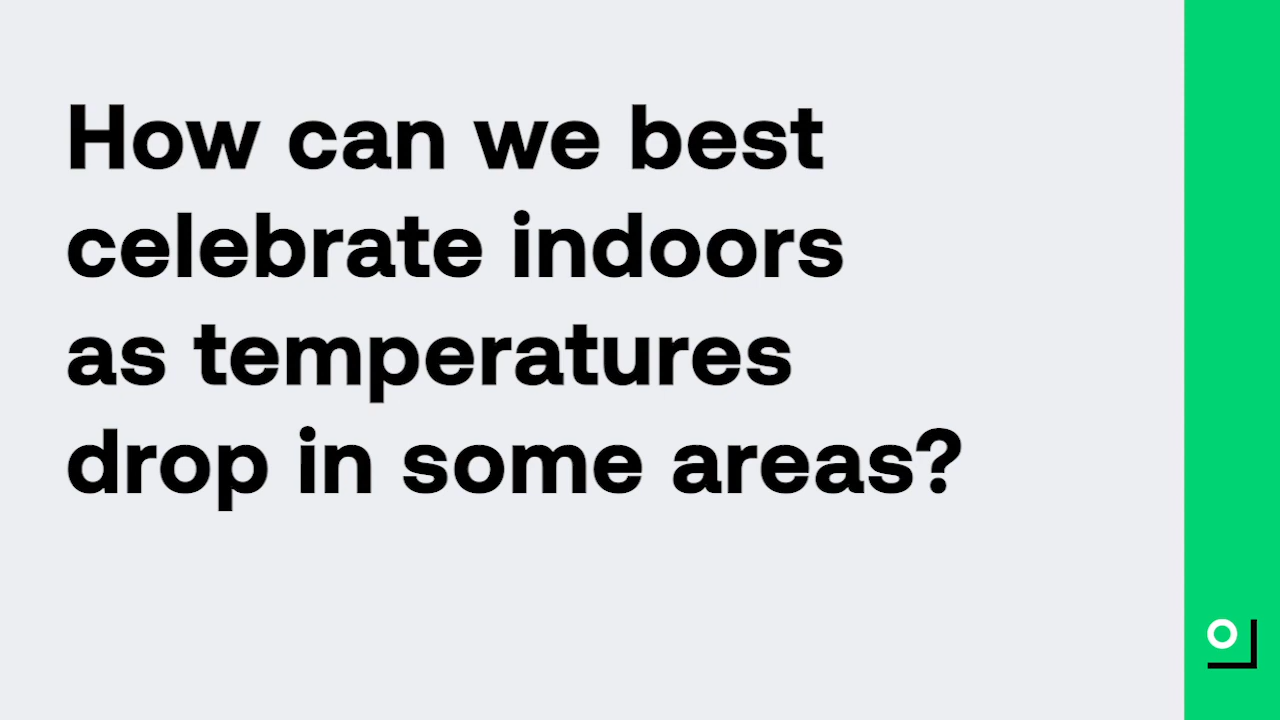 How can we best
celebrate indoors
as temperatures
drop in some areas?